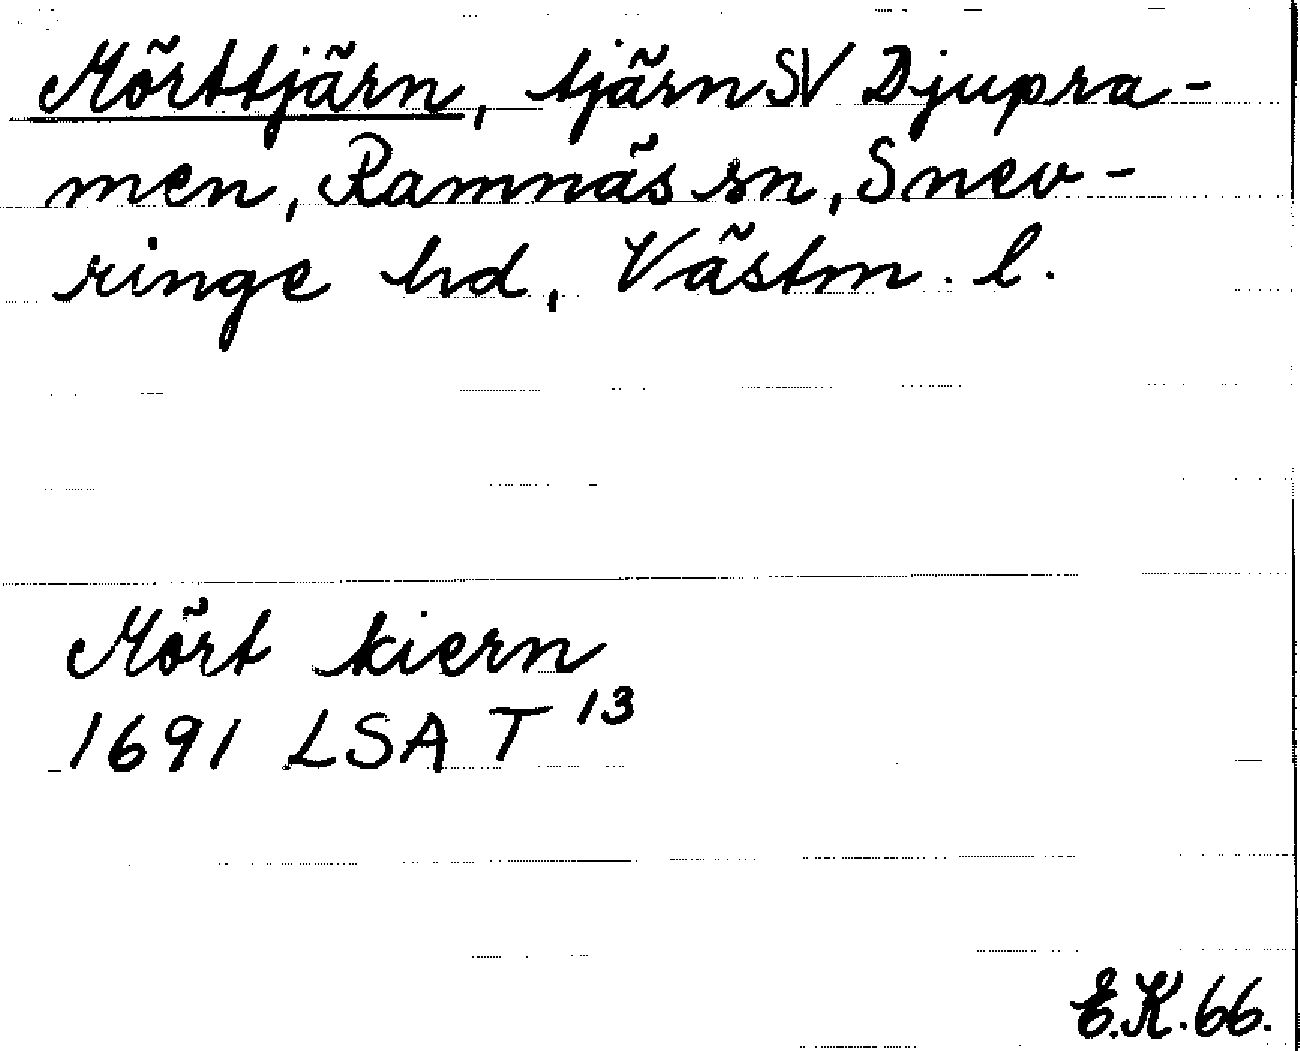 Mörttjärn, tjärn SV Djupra-
men, Ramnäs sn, Snev-
ringe hd, Västm. l.
Mört kiern
1691 LSA T 13
E.K. 66.